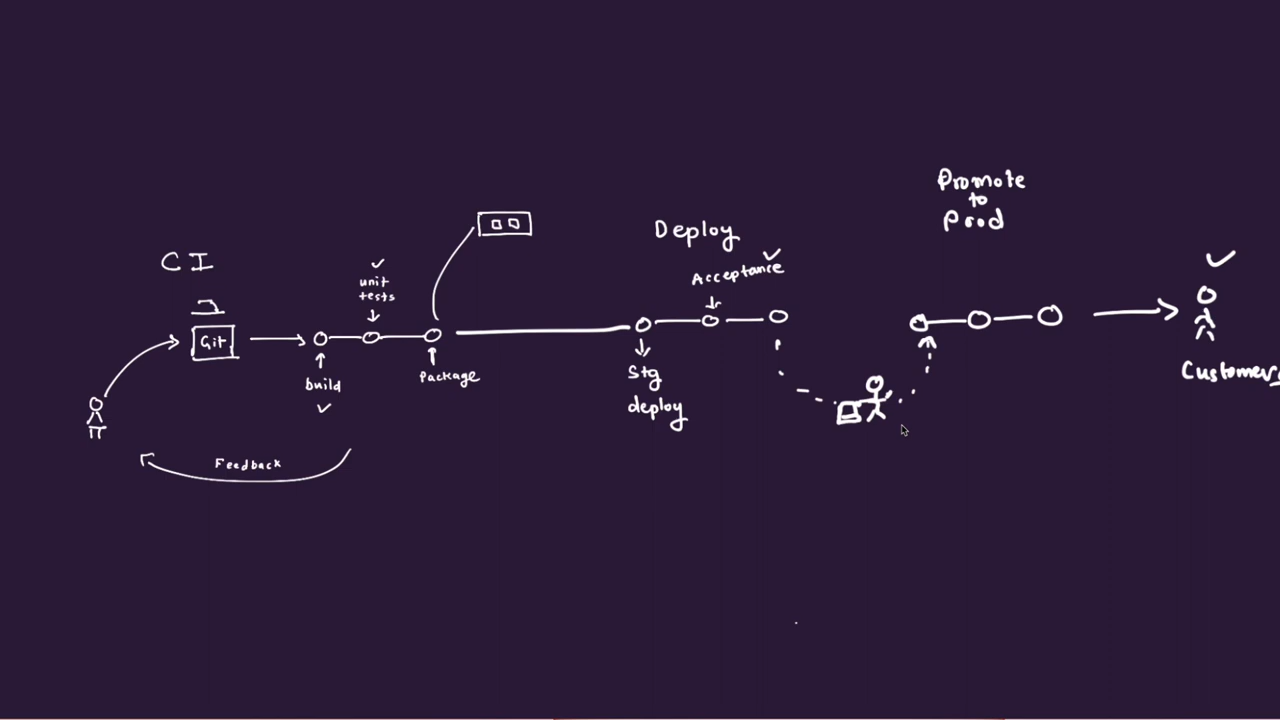 CI
Git
build
Feedback
unit
tests
Package
Deploy
Acceptance
Stg
deploy
Promote
to
Prod
Customers